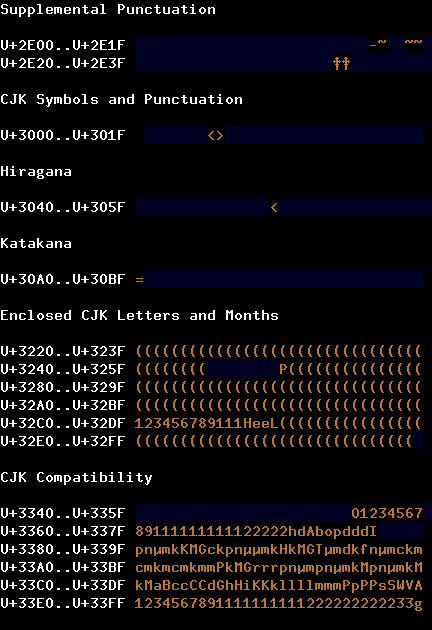 Supplemental Punctuation
U+2E00..U+2E1F -~ ~~
U+2E20..U+2E3F ††
CJK Symbols and Punctuation
U+3000..U+301F <>
Hiragana
U+3040..U+305F <
Katakana
U+30A0..U+30BF =
Enclosed CJK Letters and Months
U+3220..U+323F ((((((((((((((((((((((((((((((((
U+3240..U+325F (((((((( P(((((((((((((((
U+3280..U+329F ((((((((((((((((((((((((((((((((
U+32A0..U+32BF ((((((((((((((((((((((((((((((((
U+32C0..U+32DF 123456789111HeeL((((((((((((((((
U+32E0..U+32FF (((((((((((((((((((((((((((((((
CJK Compatibility
U+3340..U+335F 01234567
U+3360..U+337F 89111111111122222hdAbopdddI
U+3380..U+339F pnµmkKMGckpnµµmkHkMGTµmdkfnµmckm
U+33A0..U+33BF cmkmcmkmmPkMGrrrpnµmpnµmkMpnµmkM
U+33C0..U+33DF kMaBccCCdGhHiKKkllllmmmPpPPsSWVA
U+33E0..U+33FF 1234567891111111111222222222233g